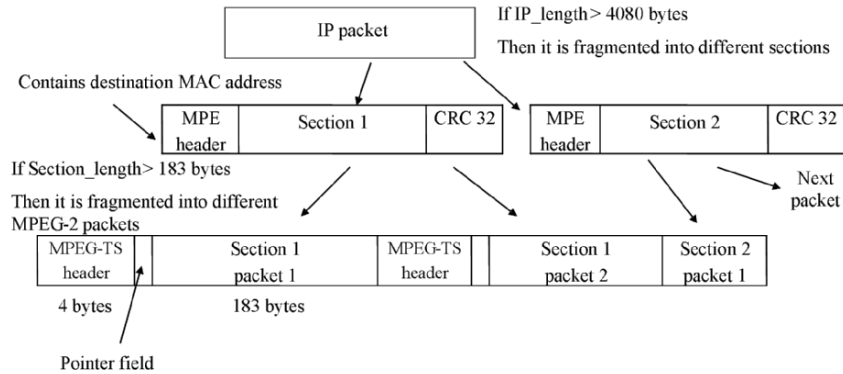 IP packet
If IP_length> 4080 bytes
Then it is fragmented into different sections
Contains destination MAC address
MPE
header
Section 1
CRC 32
MPE
header
Section 2
CRC 32
If Section_length> 183 bytes
Then it is fragmented into different
MPEG-2 packets
Next
packet
MPEG-TS
header
Section 1
packet 1
MPEG-TS
header
Section 1
packet 2
Section 2
packet 1
4 bytes
183 bytes
Pointer field